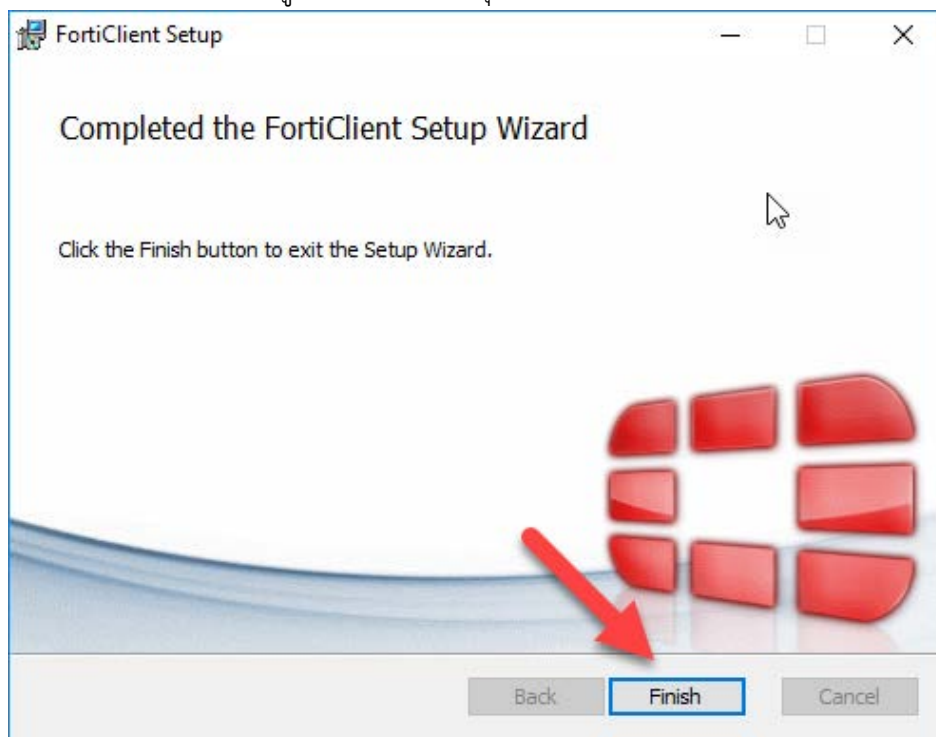 FortiClient Setup
Completed the FortiClient Setup Wizard
Click the Finish button to exit the Setup Wizard.
Back Finish Cancel